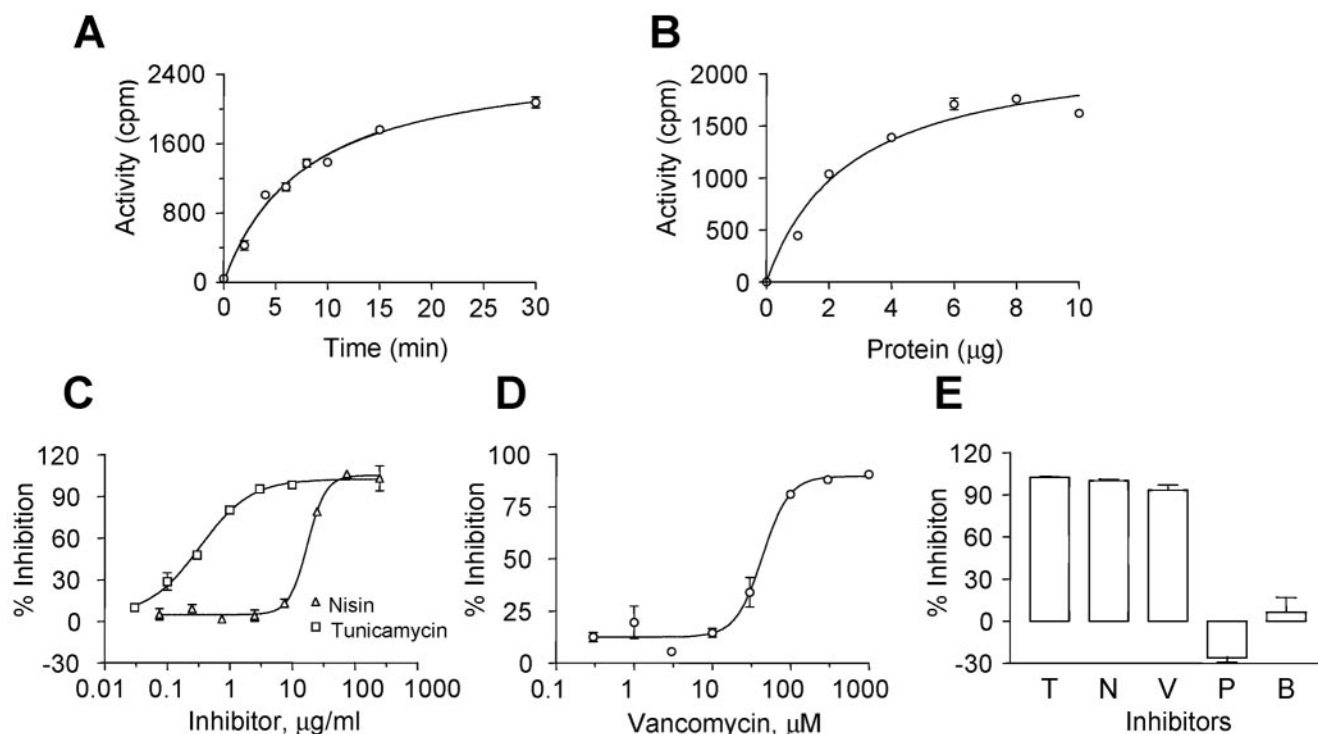 A
Activity (cpm)
2400
1600
800
0
0 5 10 15 20 25 30
Time (min)
B
Activity (cpm)
2000
1500
1000
500
0
0 2 4 6 8 10
Protein (μg)
C
% Inhibition
120
90
60
30
0
-30
Nisin
Tunicamycin
0.01 0.1 1 10 100 1000
Inhibitor, μg/ml
D
% Inhibition
100
75
50
25
0
0.1 1 10 100 1000
Vancomycin, μM
E
% Inhibiton
120
90
60
30
0
-30
T N V P B
Inhibitors